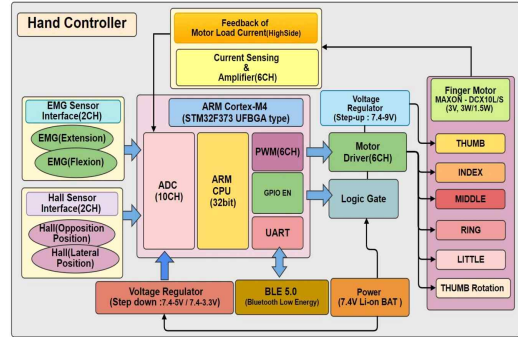 Hand Controller
Feedback of
Motor Load Current(HighSide)
Current Sensing
&
Amplifier(6CH)
EMG Sensor
Interface(2CH)
EMG(Extension)
EMG(Flexion)
Hall Sensor
Interface(2CH)
Hall(Opposition
Position)
Hall(Lateral
Position)
ARM Cortex-M4
(STM32F373 UFBGA type)
ADC
(10CH)
ARM
CPU
(32bit)
PWM(6CH)
GPIO EN
UART
Voltage
Regulator
(Step-up : 7.4-9V)
Motor
Driver(6CH)
Logic Gate
Finger Motor
MAXON - DCX10L/S
(3V, 3W/1.5W)
THUMB
INDEX
MIDDLE
RING
LITTLE
THUMB Rotation
Voltage Regulator
(Step down :7.4-5V / 7.4-3.3V)
BLE 5.0
(Bluetooth Low Energy)
Power
(7.4V Li-on BAT )